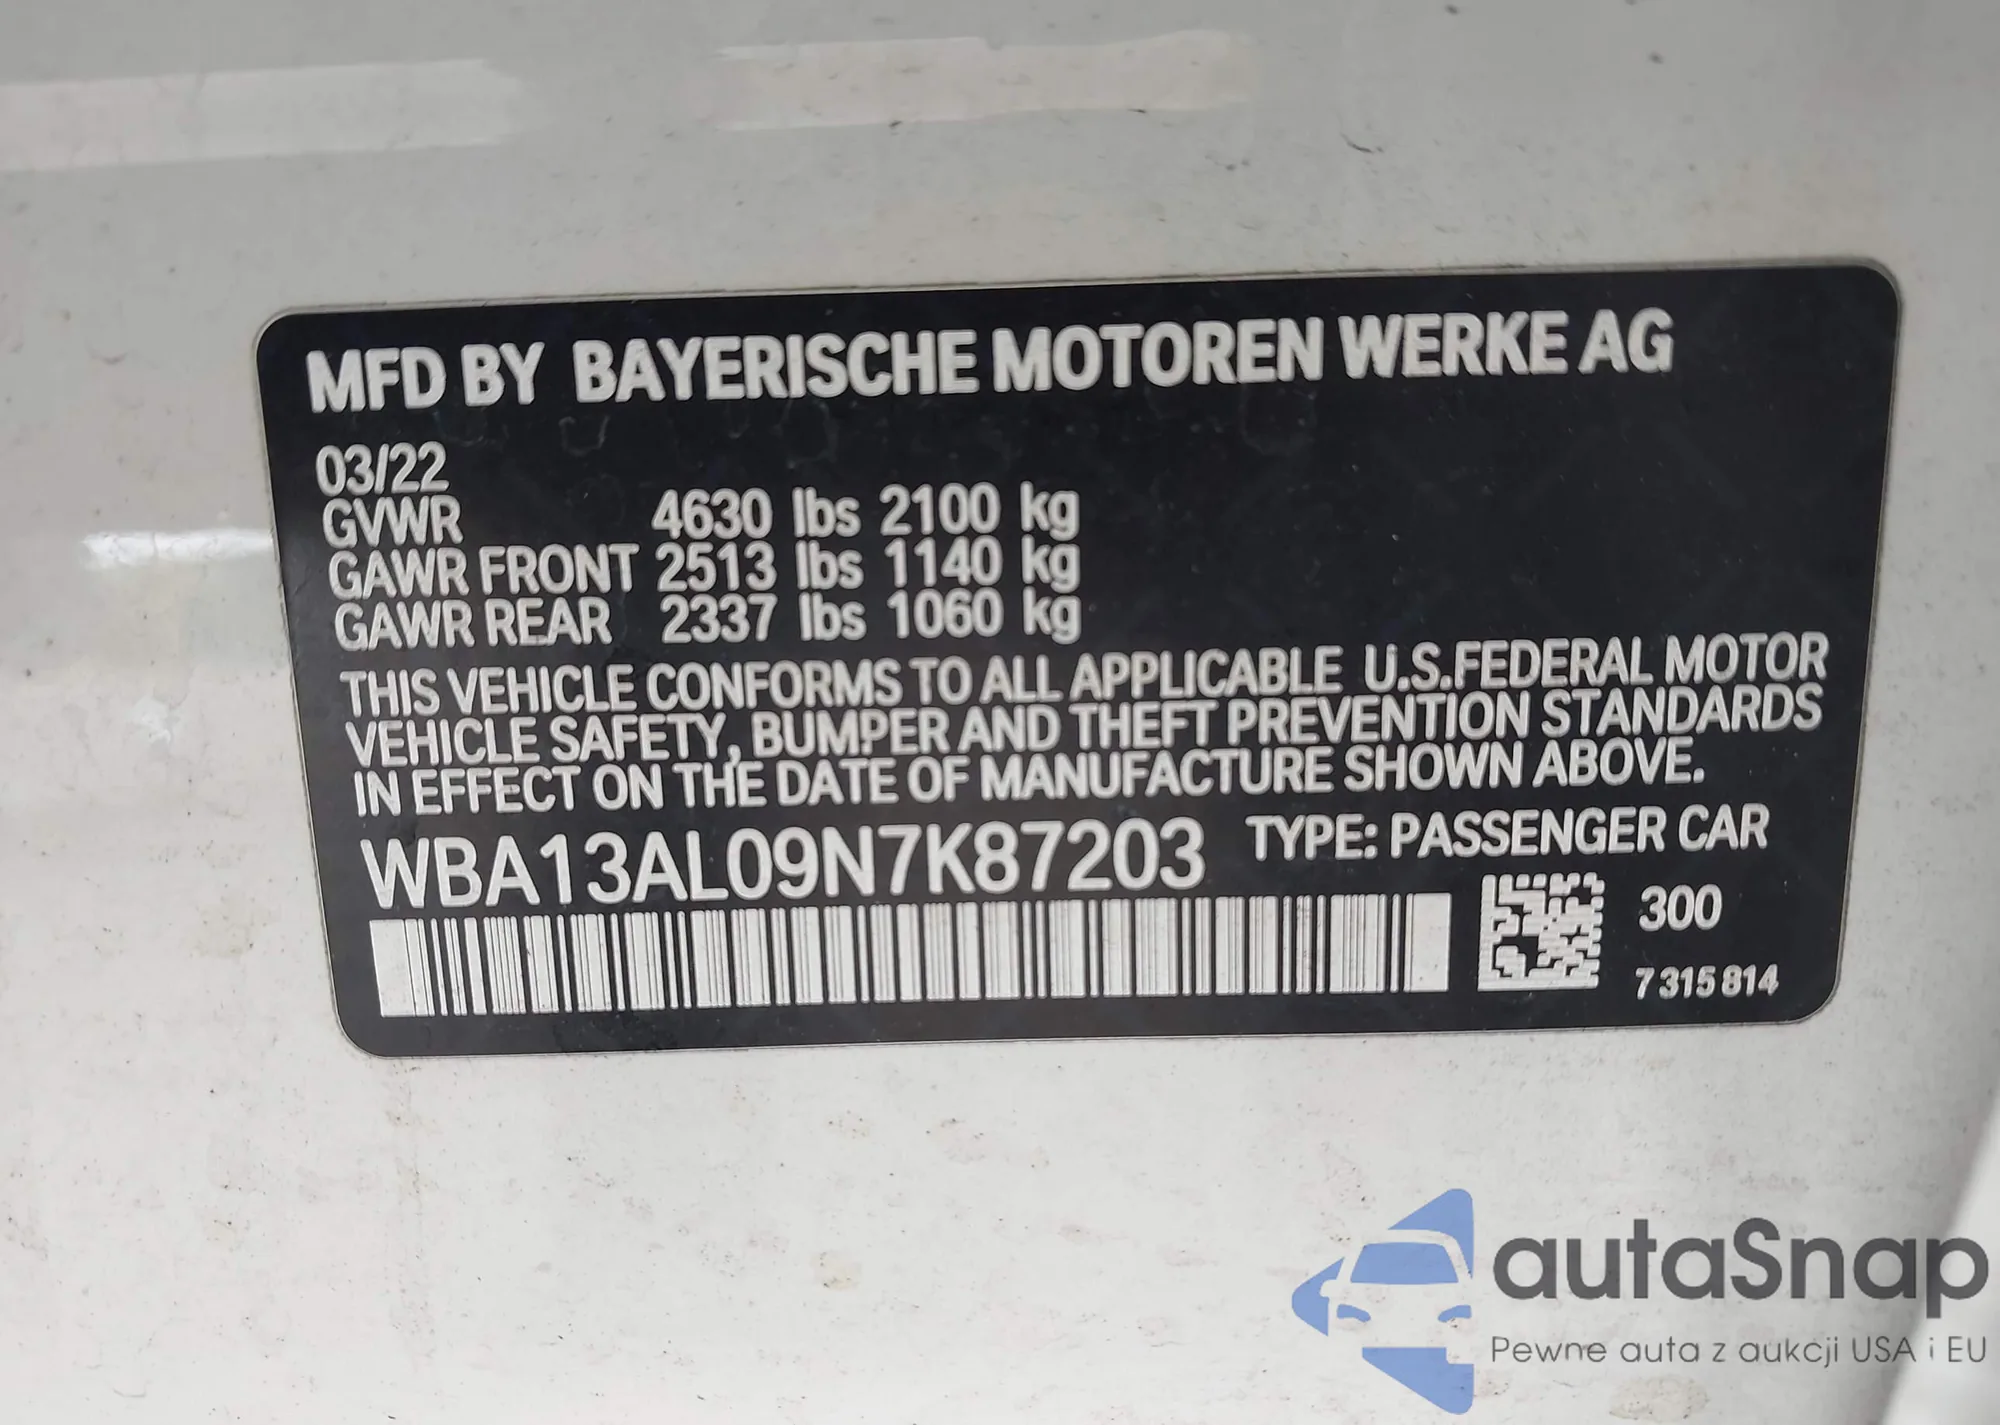 MFD BY BAYERISCHE MOTOREN WERKE AG
03/22
GVWR 4630 lbs 2100 kg
GAWR FRONT 2513 lbs 1140 kg
GAWR REAR 2337 lbs 1060 kg
THIS VEHICLE CONFORMS TO ALL APPLICABLE U.S.FEDERAL MOTOR
VEHICLE SAFETY, BUMPER AND THEFT PREVENTION STANDARDS
IN EFFECT ON THE DATE OF MANUFACTURE SHOWN ABOVE.
WBA13AL09N7K87203 TYPE: PASSENGER CAR
300
7 315 814
autaSnap
Pewne auta z aukcji USA i EU